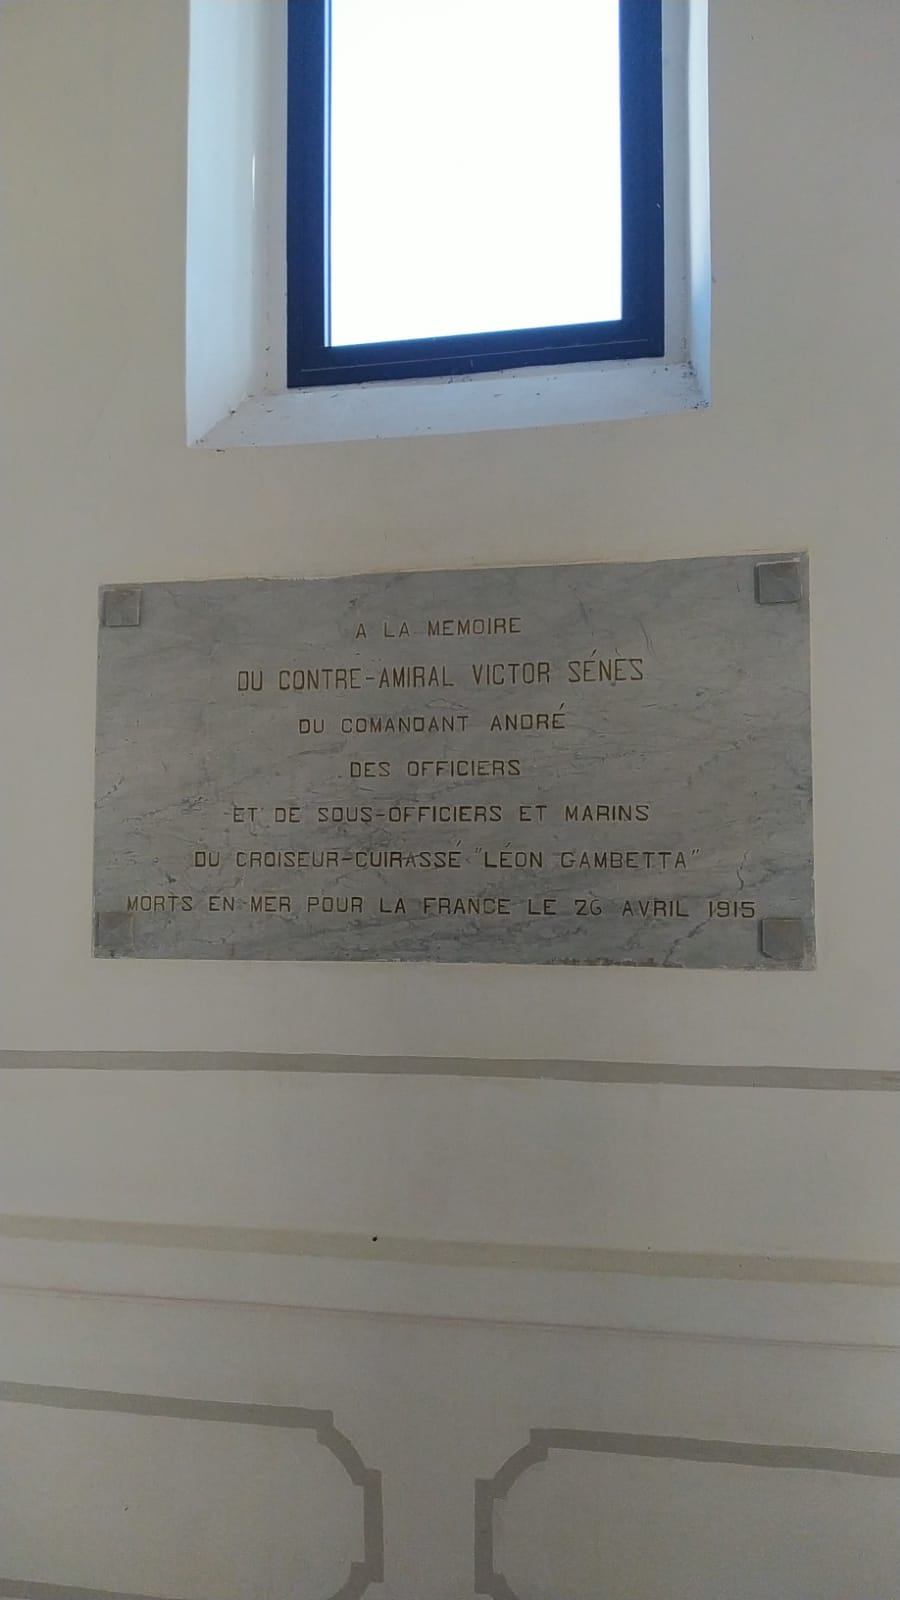 A LA MEMOIRE
DU CONTRE-AMIRAL VICTOR SÉNÈS
DU COMANDANT ANDRÉ
DES OFFICIERS
ET DE SOUS-OFFICIERS ET MARINS
DU CROISEUR-CUIRASSÉ "LÉON GAMBETTA"
MORTS EN MER POUR LA FRANCE LE 26 AVRIL 1915